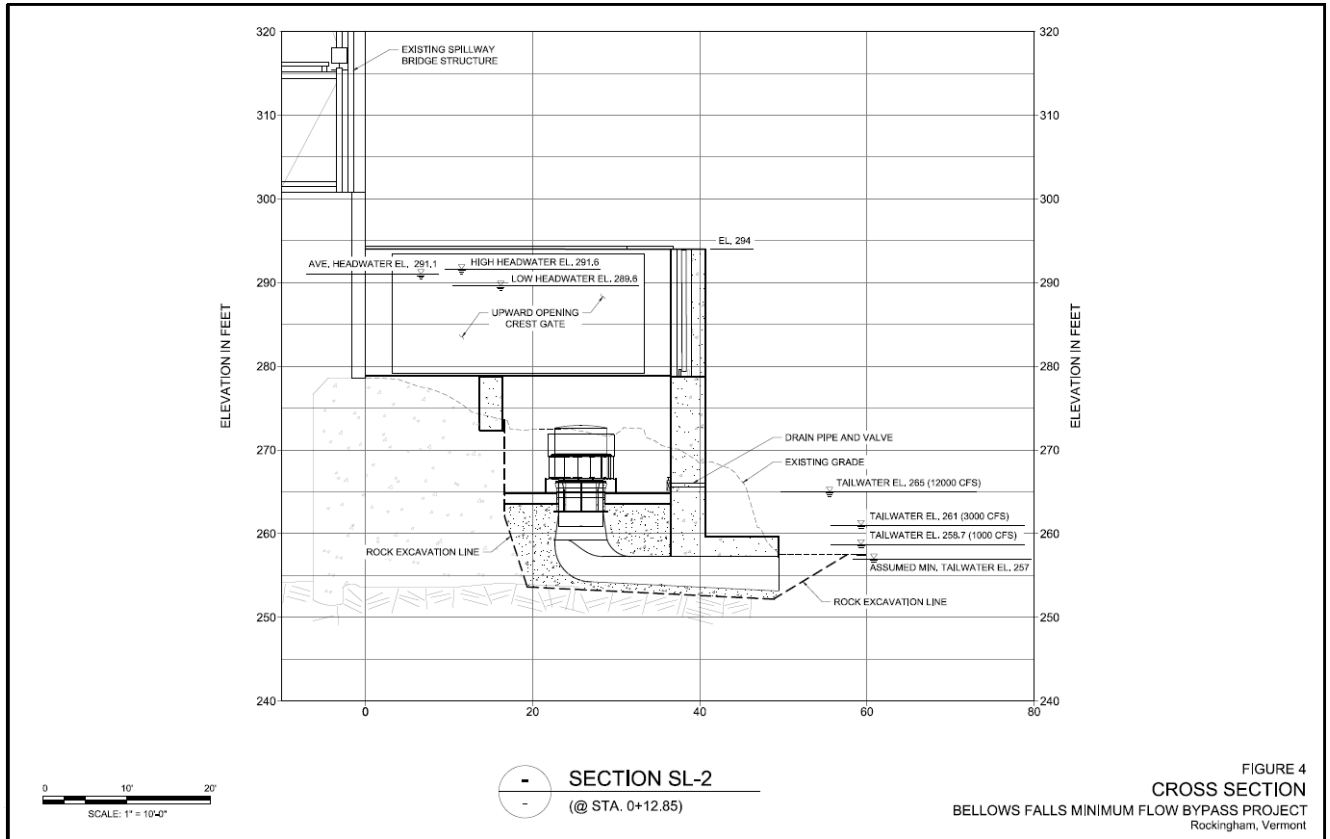 320
320
EXISTING SPILLWAY
BRIDGE STRUCTURE
310
310
300
300
EL. 294
AVE. HEADWATER EL. 291.1
HIGH HEADWATER EL. 291.6
LOW HEADWATER EL. 289.6
290
290
UPWARD OPENING
CREST GATE
ELEVATION IN FEET
ELEVATION IN FEET
280
280
DRAIN PIPE AND VALVE
270
270
EXISTING GRADE
TAILWATER EL. 265 (12000 CFS)
TAILWATER EL. 261 (3000 CFS)
260
260
TAILWATER EL. 258.7 (1000 CFS)
ROCK EXCAVATION LINE
ASSUMED MIN. TAILWATER EL. 257
ROCK EXCAVATION LINE
250
250
240
240
0
20
40
60
80
0 10' 20'
SCALE: 1" = 10'-0"
-
-
SECTION SL-2
(@ STA. 0+12.85)
FIGURE 4
CROSS SECTION
BELLOWS FALLS MINIMUM FLOW BYPASS PROJECT
Rockingham, Vermont